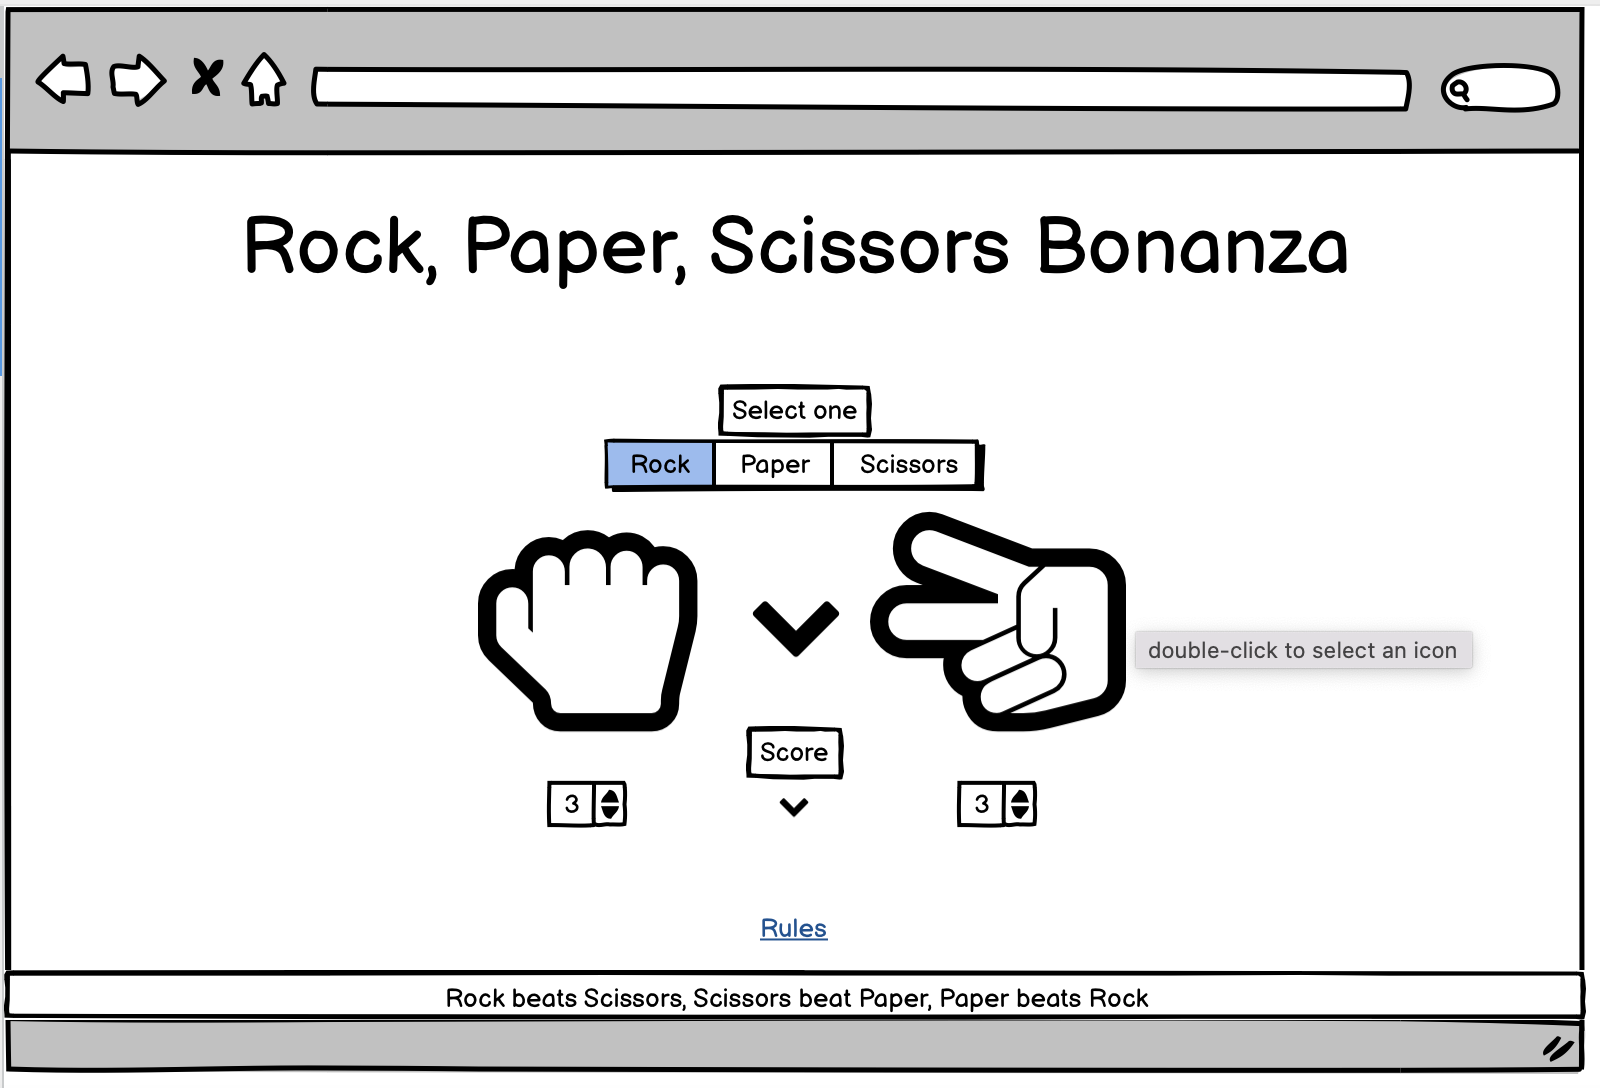 Rock, Paper, Scissors Bonanza
Select one
Rock Paper Scissors
double-click to select an icon
Score
3 3
Rules
Rock beats Scissors, Scissors beat Paper, Paper beats Rock